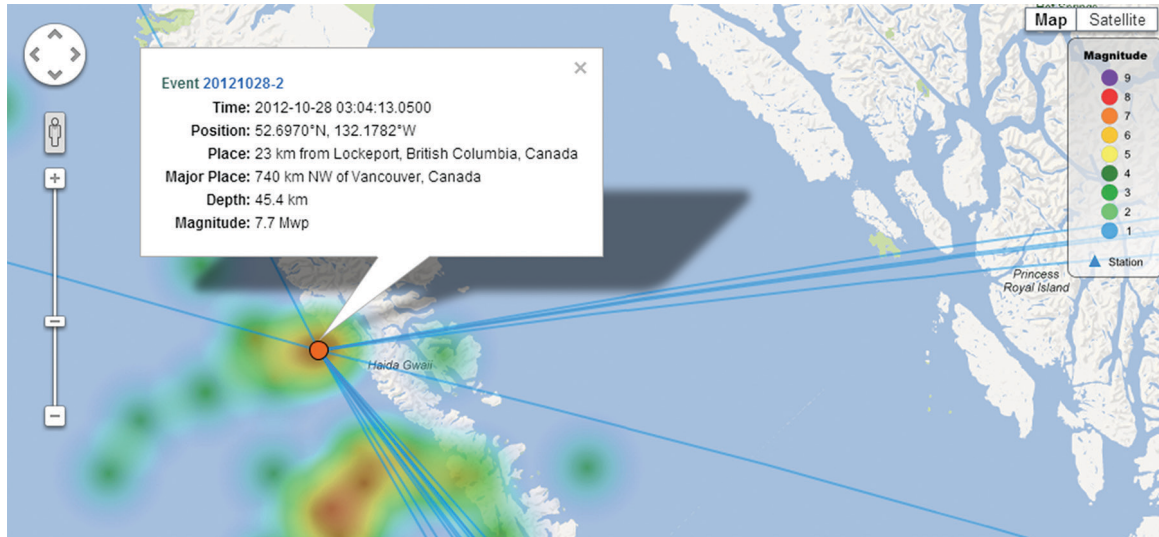 Map Satellite
Event 20121028-2
Time: 2012-10-28 03:04:13.0500
Position: 52.6970°N, 132.1782°W
Place: 23 km from Lockeport, British Columbia, Canada
Major Place: 740 km NW of Vancouver, Canada
Depth: 45.4 km
Magnitude: 7.7 Mwp
Magnitude
9
8
7
6
5
4
3
2
1
Station
Princess
Royal Island
Haida Gwaii